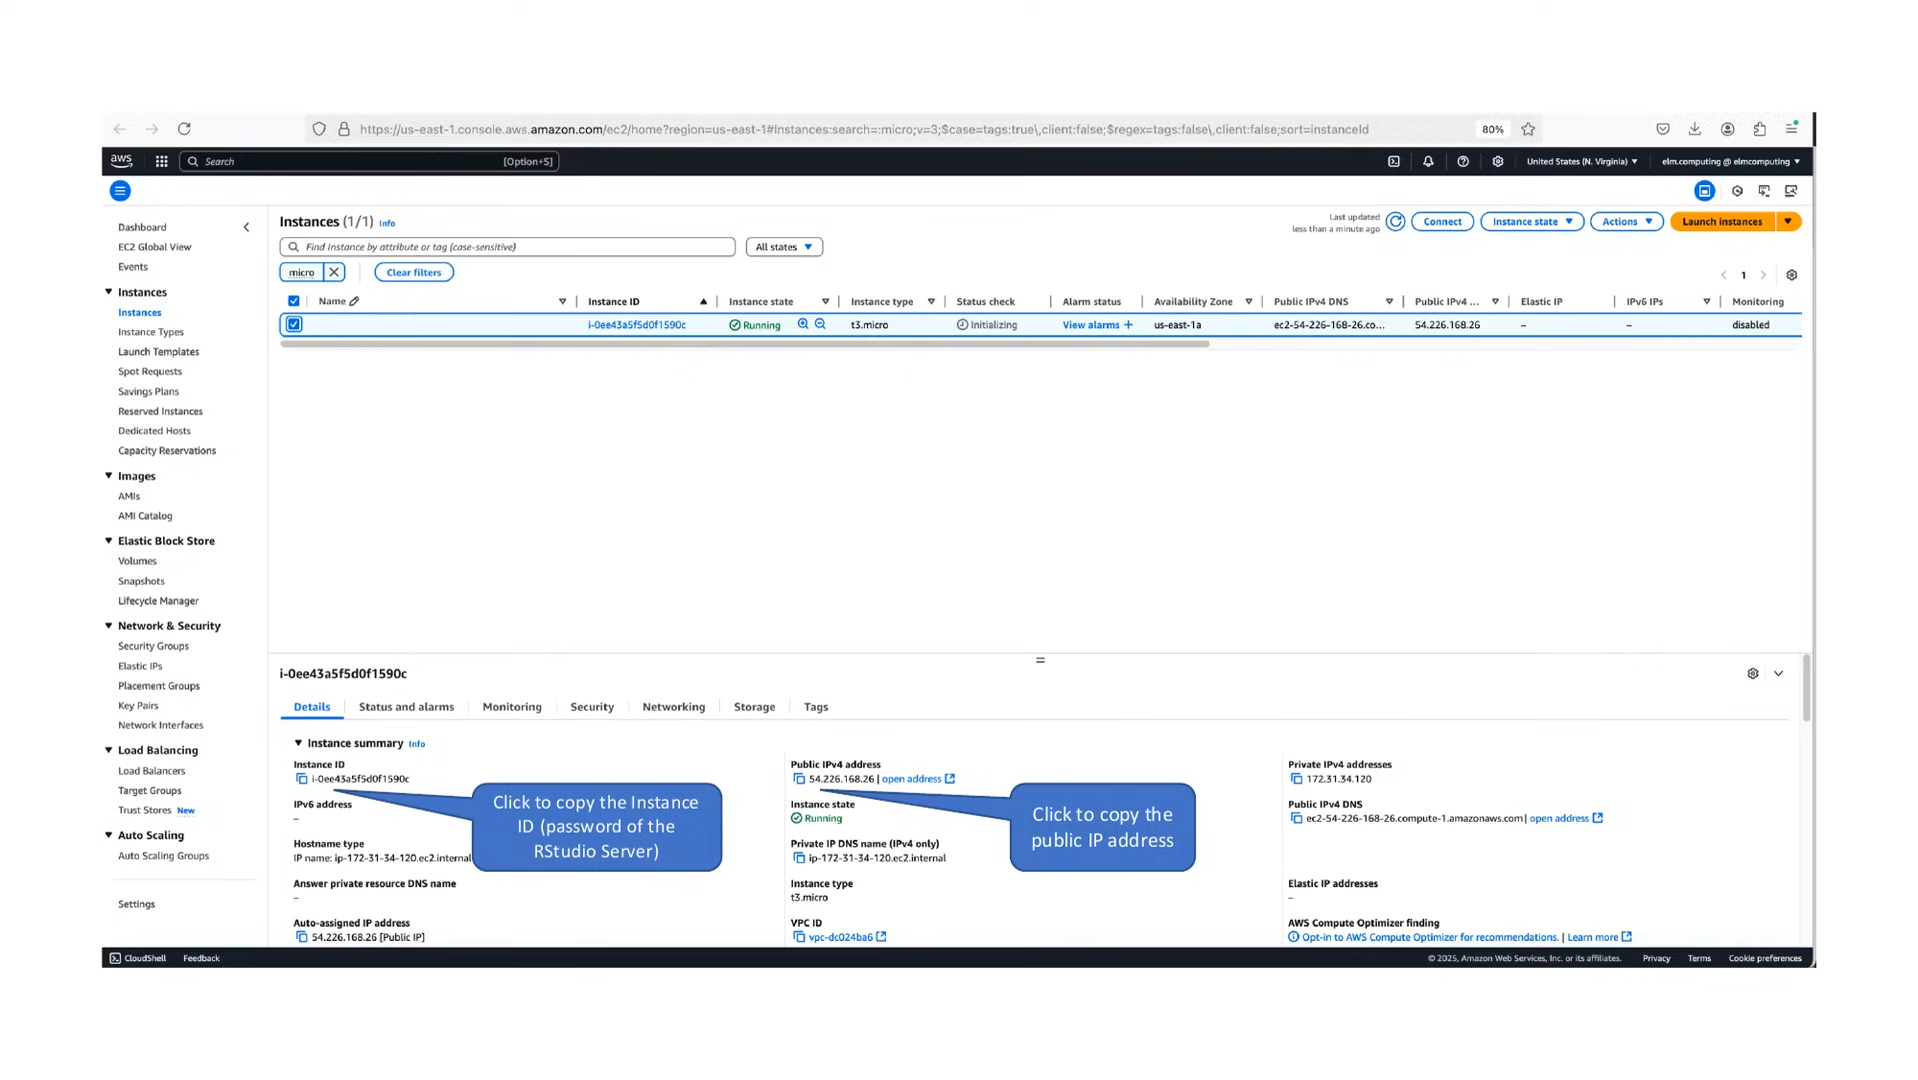 https://us-east-1.console.aws.amazon.com/ec2/home?region=us-east-1#Instances:search=:micro;v=3;$case=tags:true\,client:false;$regex=tags:false\,client:false;sort=instanceId 80%
aws Search [Option+S] United States (N. Virginia) elm.computing @ elmcomputing
Dashboard
EC2 Global View
Events
Instances
Instances
Instance Types
Launch Templates
Spot Requests
Savings Plans
Reserved Instances
Dedicated Hosts
Capacity Reservations
Images
AMIs
AMI Catalog
Elastic Block Store
Volumes
Snapshots
Lifecycle Manager
Network & Security
Security Groups
Elastic IPs
Placement Groups
Key Pairs
Network Interfaces
Load Balancing
Load Balancers
Target Groups
Trust Stores New
Auto Scaling
Auto Scaling Groups
Settings
Instances (1/1) Info
Last updated
less than a minute ago
Connect Instance state Actions Launch instances
Find Instance by attribute or tag (case-sensitive) All states
micro Clear filters 1
Name Instance ID Instance state Instance type Status check Alarm status Availability Zone Public IPv4 DNS Public IPv4 ... Elastic IP IPv6 IPs Monitoring
i-0ee43a5f5d0f1590c Running t3.micro Initializing View alarms + us-east-1a ec2-54-226-168-26.co... 54.226.168.26 – – disabled
i-0ee43a5f5d0f1590c
Details Status and alarms Monitoring Security Networking Storage Tags
Instance summary Info
Instance ID
i-0ee43a5f5d0f1590c
IPv6 address
–
Hostname type
IP name: ip-172-31-34-120.ec2.internal
Answer private resource DNS name
–
Auto-assigned IP address
54.226.168.26 [Public IP]
Click to copy the Instance
ID (password of the
RStudio Server)
Public IPv4 address
54.226.168.26 | open address
Instance state
Running
Private IP DNS name (IPv4 only)
ip-172-31-34-120.ec2.internal
Instance type
t3.micro
VPC ID
vpc-dc024ba6
Click to copy the
public IP address
Private IPv4 addresses
172.31.34.120
Public IPv4 DNS
ec2-54-226-168-26.compute-1.amazonaws.com | open address
Elastic IP addresses
–
AWS Compute Optimizer finding
Opt-in to AWS Compute Optimizer for recommendations. | Learn more
CloudShell Feedback © 2025, Amazon Web Services, Inc. or its affiliates. Privacy Terms Cookie preferences